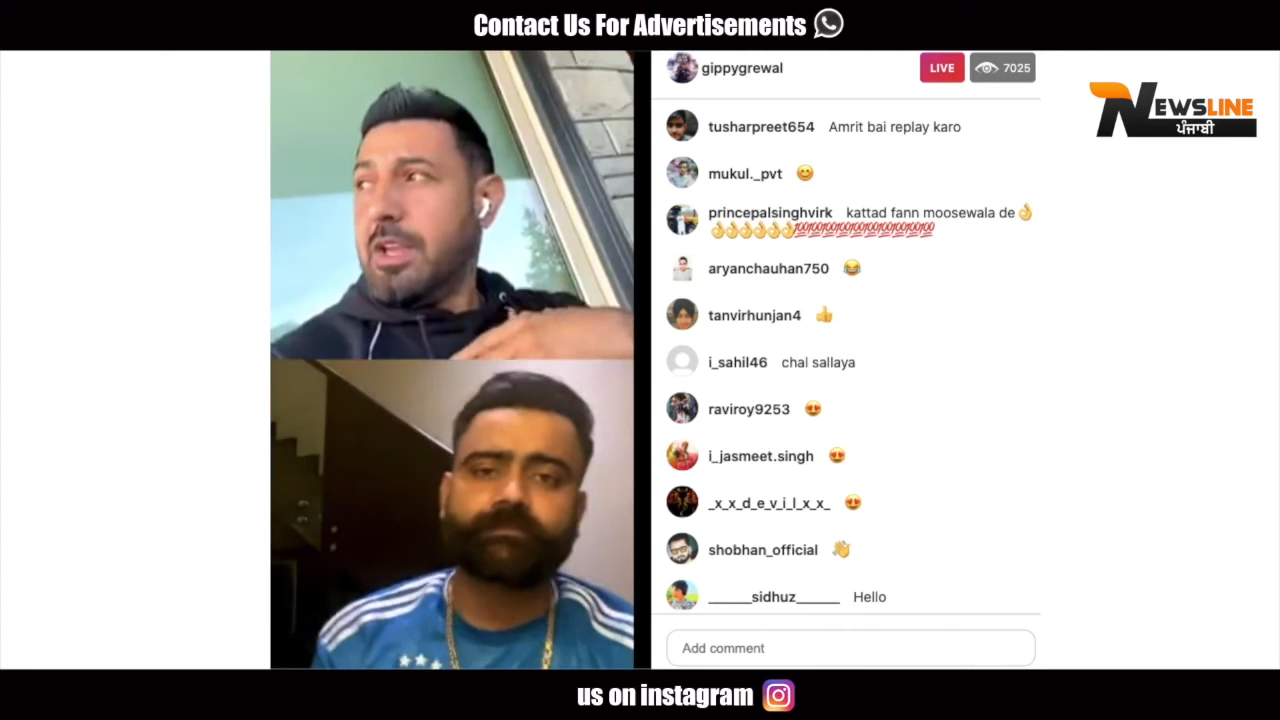 Contact Us For Advertisements
gippygrewal
LIVE
7025
NEWSLINE
ਪੰਜਾਬੀ
tusharpreet654 Amrit bai replay karo
mukul._pvt 😊
princepalsinghvirk kattad fann moosewala de👌
👌👌👌👌👌👌💯💯💯💯💯💯💯💯💯💯
aryanchauhan750 😂
tanvirhunjan4 👍
i_sahil46 chal sallaya
raviroy9253 😍
i_jasmeet.singh 😍
_x_x_d_e_v_i_l_x_x_ 😍
shobhan_official 👏
______sidhuz______ Hello
Add comment
us on instagram